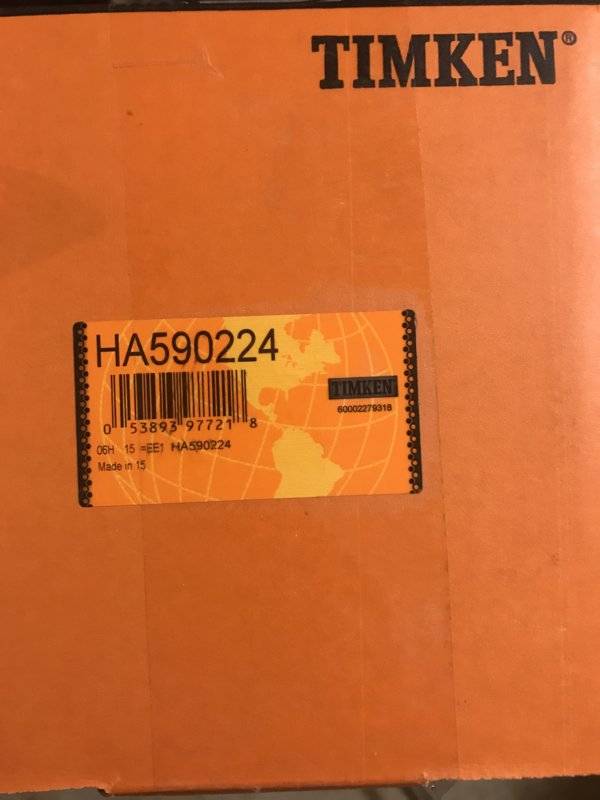 TIMKEN®
HA590224
TIMKEN
60002279318
0 53893 97721 8
06H 15 =EE1 HA590224
Made in 15